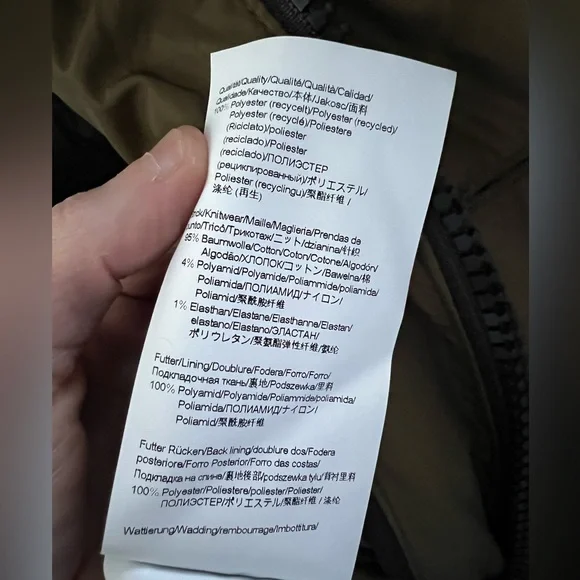 Qualität/Quality/Qualité/Qualità/Calidad/
Qualidade/Качество/本体/Jakosc/面料
100% Polyester (recycelt)/Polyester (recycled)/
Polyester (recyclé)/Poliestere
(Riciclato)/poliester
(reciclado)/Poliester
(reciclado)/ПОЛИЭСТЕР
(рециклированный)/ポリエステル/
Poliester (recyclingu)/聚酯纤维 /
涤纶 (再生)
/Knitwear/Maille/Maglieria/Prendas de
punto/Tricô/Трикотаж/ニット/dzianina/针织
95% Baumwolle/Cotton/Coton/Cotone/Algodón/
Algodão/ХЛОПОК/コットン/Bawełna/棉
4% Polyamid/Polyamide/Poliammide/poliamida/
Poliamida/ПОЛИАМИД/ナイロン/
Poliamid/聚酰胺纤维
1% Elasthan/Elastane/Elasthanne/Elastan/
elastano/Elastano/ЭЛАСТАН/
ポリウレタン/聚氨酯弹性纤维/氨纶
Futter/Lining/Doublure/Fodera/Forro/Forro/
Подкладочная ткань/裏地/Podszewka/里料
100% Polyamid/Polyamide/Poliammide/poliamida/
Poliamida/ПОЛИАМИД/ナイロン/
Poliamid/聚酰胺纤维
Futter Rücken/Back lining/doublure dos/Fodera
posteriore/Forro Posterior/Forro das costas/
Подкладка на спине/裏地後部/podszewka tyłu/背衬里料
100% Polyester/Poliestere/poliester/Poliester/
ПОЛИЭСТЕР/ポリエステル/聚酯纤维 / 涤纶
Wattierung/Wadding/rembourrage/Imbottitura/